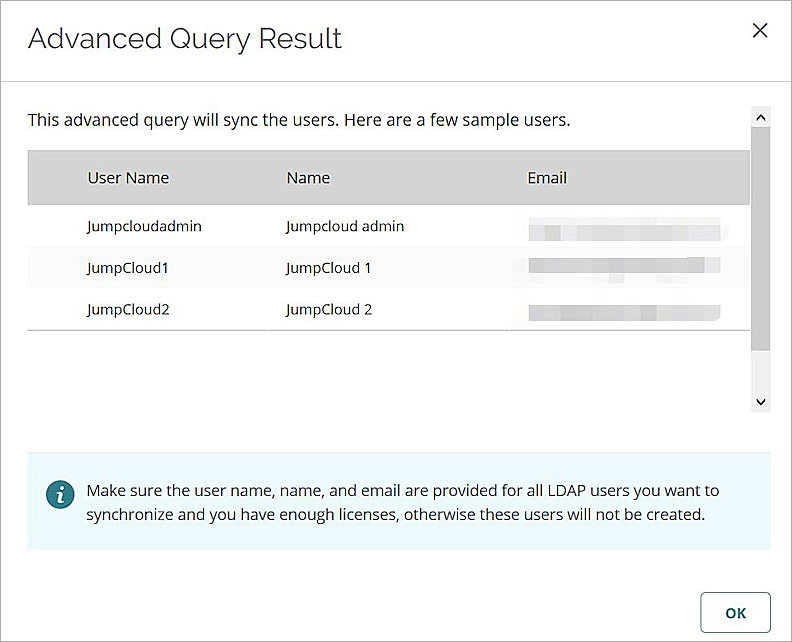 Advanced Query Result
This advanced query will sync the users. Here are a few sample users.
User Name Name Email
Jumpcloudadmin Jumpcloud admin
JumpCloud1 JumpCloud 1
JumpCloud2 JumpCloud 2
Make sure the user name, name, and email are provided for all LDAP users you want to
synchronize and you have enough licenses, otherwise these users will not be created.
OK